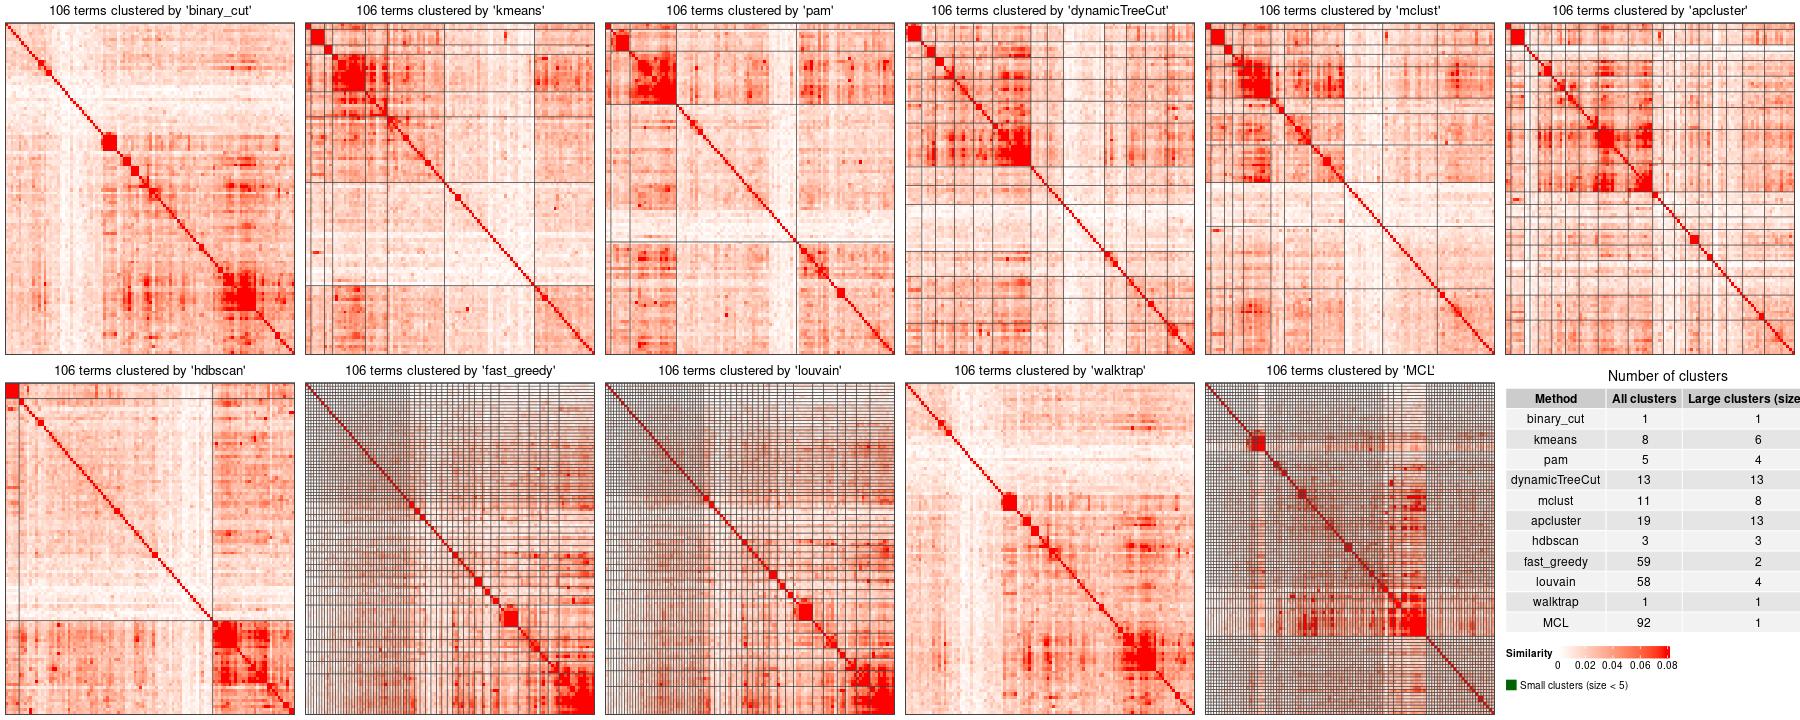 106 terms clustered by 'binary_cut'
106 terms clustered by 'kmeans'
106 terms clustered by 'pam'
106 terms clustered by 'dynamicTreeCut'
106 terms clustered by 'mclust'
106 terms clustered by 'apcluster'
106 terms clustered by 'hdbscan'
106 terms clustered by 'fast_greedy'
106 terms clustered by 'louvain'
106 terms clustered by 'walktrap'
106 terms clustered by 'MCL'
Number of clusters
Method All clusters Large clusters (size
binary_cut 1 1
kmeans 8 6
pam 5 4
dynamicTreeCut 13 13
mclust 11 8
apcluster 19 13
hdbscan 3 3
fast_greedy 59 2
louvain 58 4
walktrap 1 1
MCL 92 1
Similarity
0 0.02 0.04 0.06 0.08
Small clusters (size < 5)